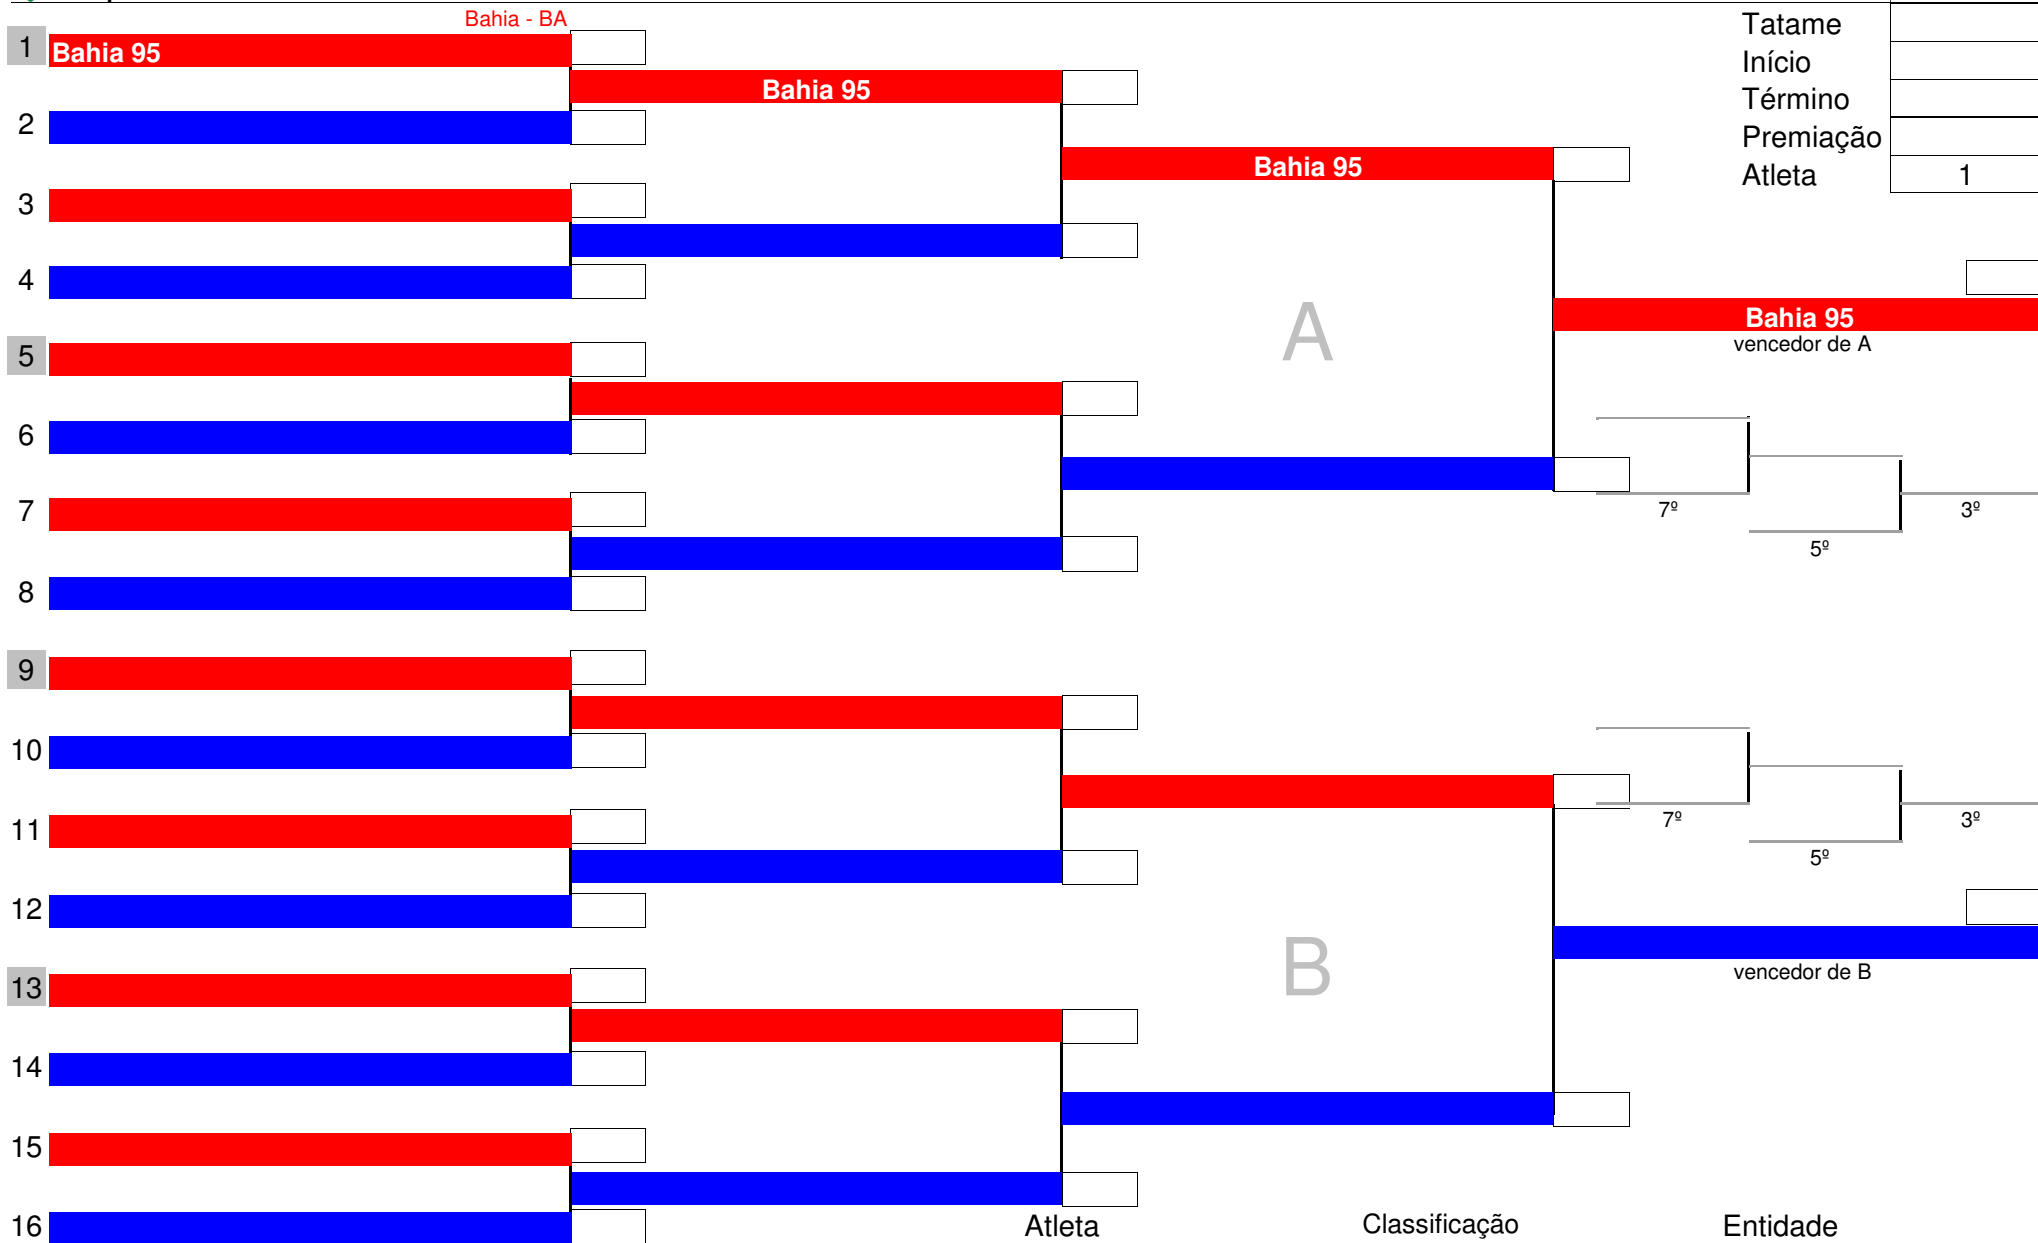 Bahia - BA
1 Bahia 95
Bahia 95
2
Bahia 95
3
4
5
6
7
8
9
10
11
12
13
14
15
16
Tatame
Início
Término
Premiação
Atleta 1
A
Bahia 95
vencedor de A
7º
5º
3º
7º
5º
3º
B
vencedor de B
Atleta Classificação Entidade